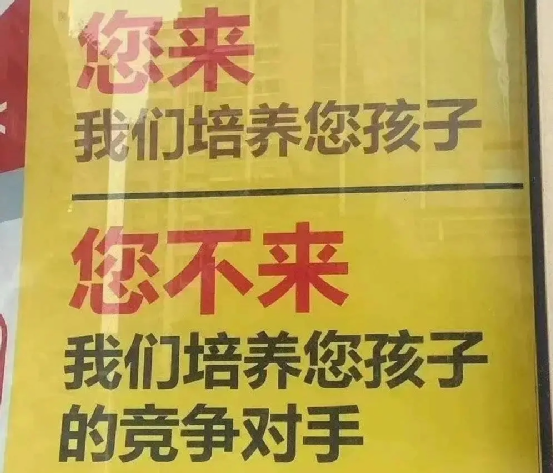 您来
我们培养您孩子
您不来
我们培养您孩子
的竞争对手